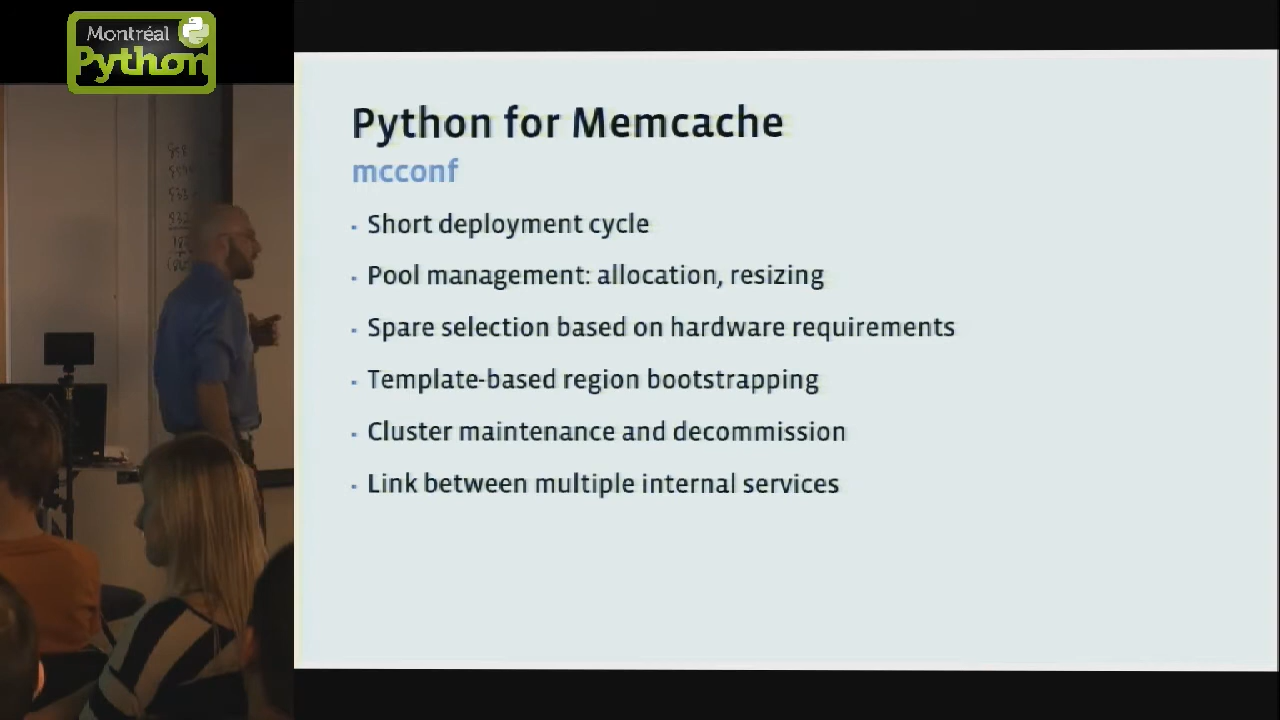 Montréal
Python
Python for Memcache
mcconf
· Short deployment cycle
· Pool management: allocation, resizing
· Spare selection based on hardware requirements
· Template-based region bootstrapping
· Cluster maintenance and decommission
· Link between multiple internal services